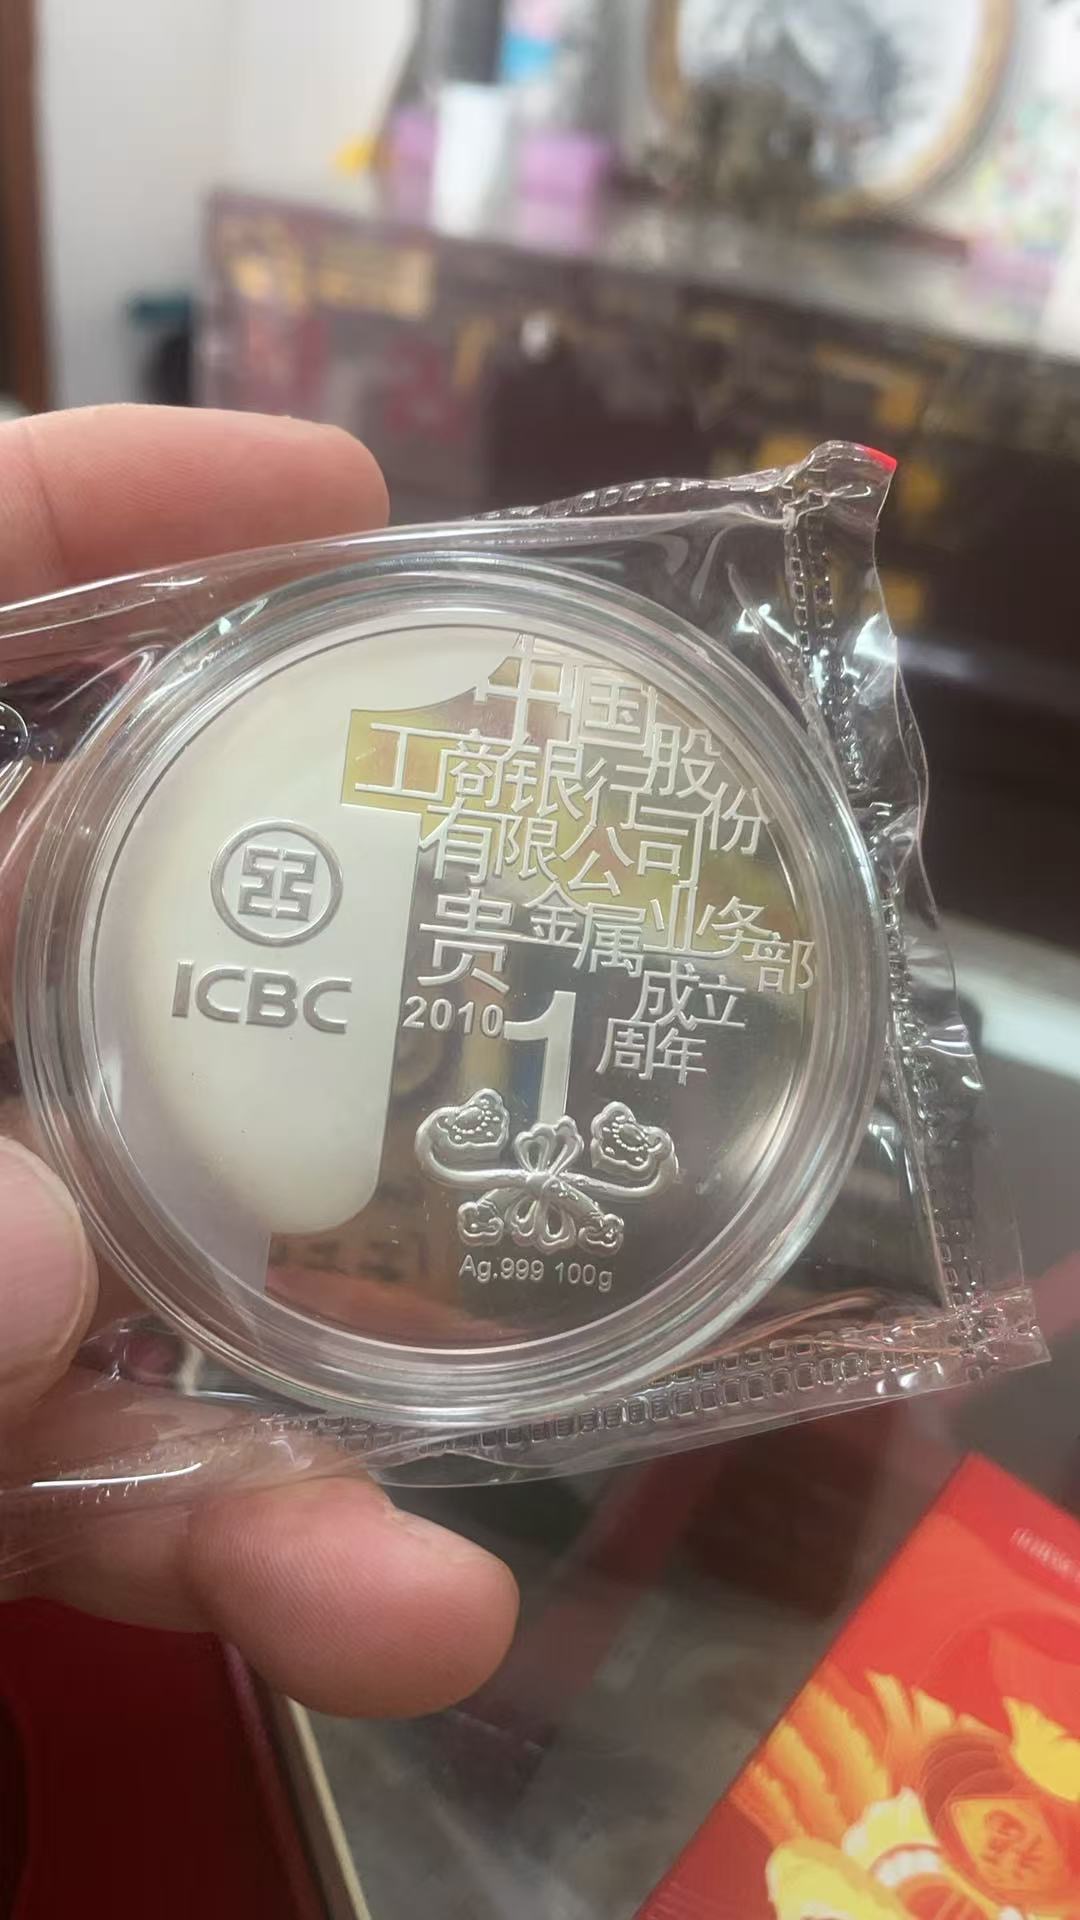 中国股份
工商银行
有限公司
贵金属业务部
成立
2010 1周年
ICBC
Ag.999 100g